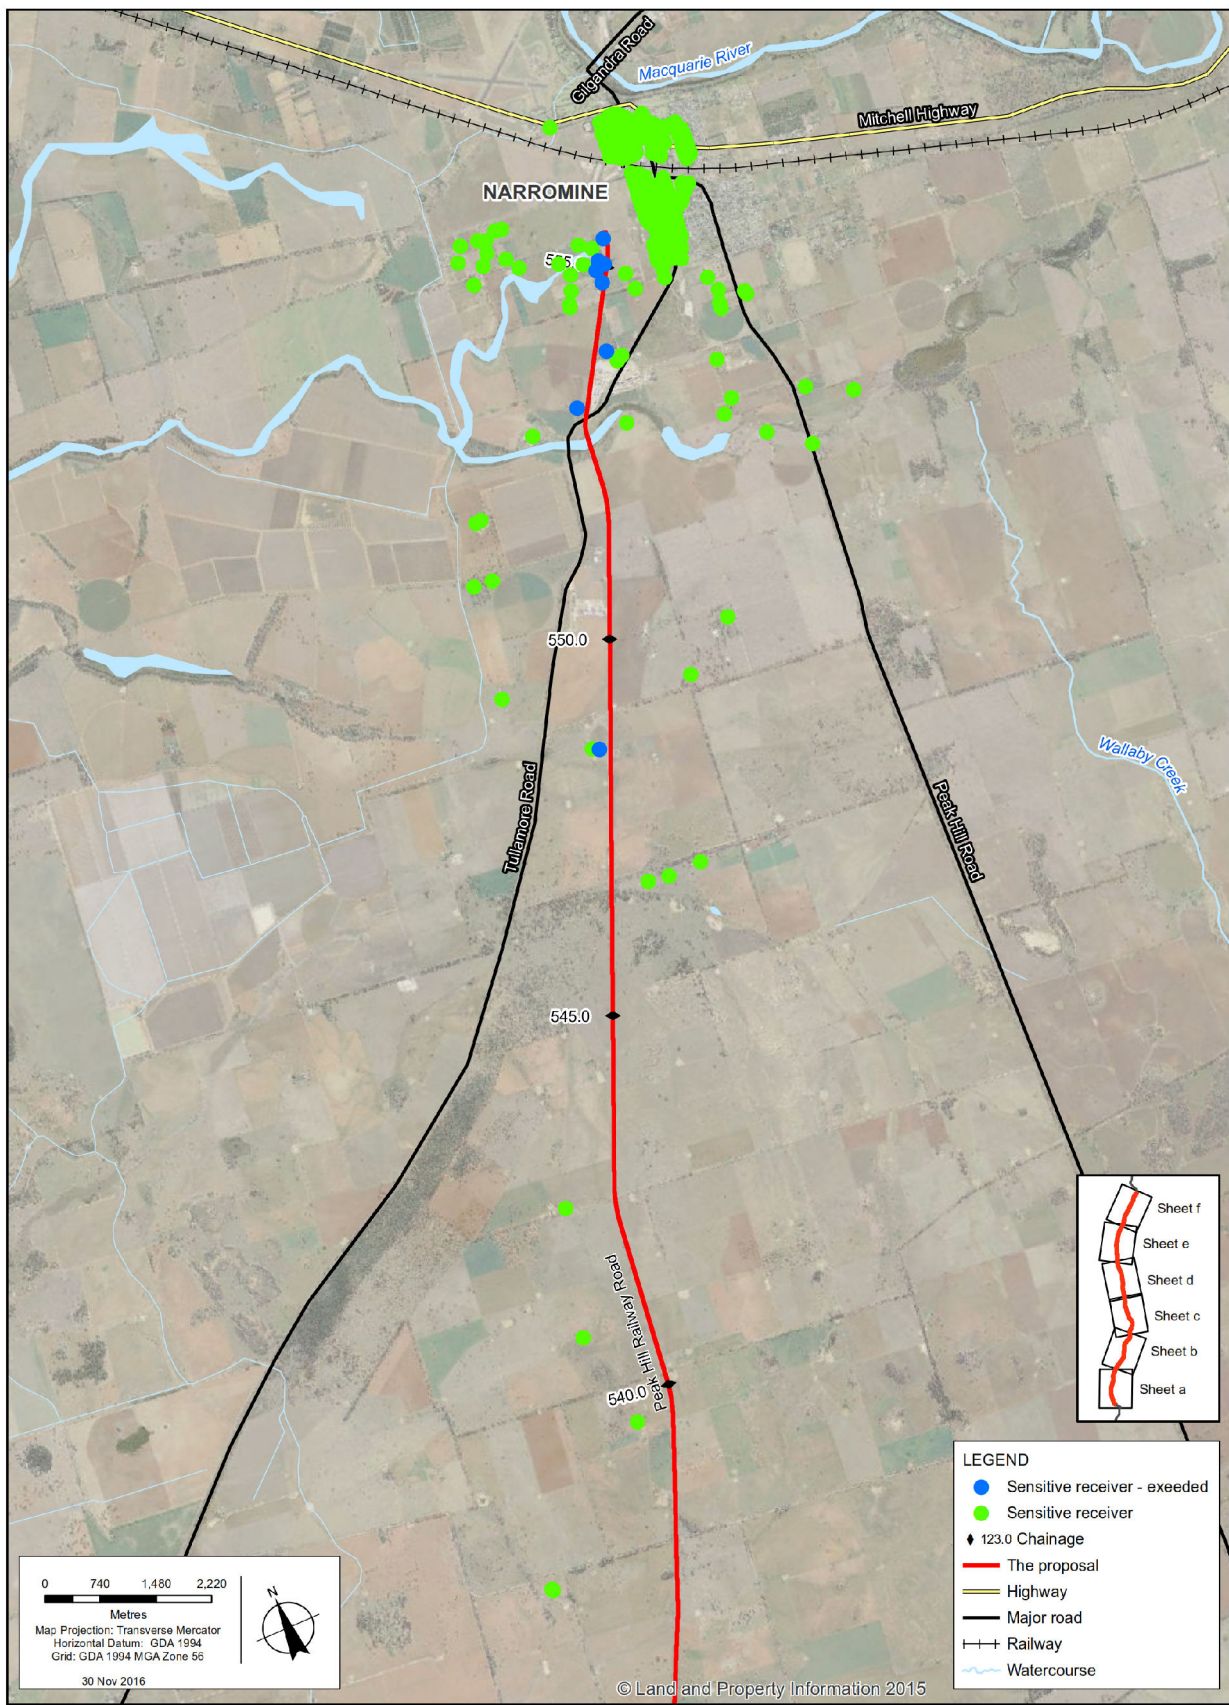 Gilgandra Road
Macquarie River
Mitchell Highway
NARROMINE
550.0
Wallaby Creek
Tullamore Road
Peak Hill Road
545.0
Peak Hill Railway Road
540.0
Sheet f
Sheet e
Sheet d
Sheet c
Sheet b
Sheet a
LEGEND
Sensitive receiver - exeeded
Sensitive receiver
123.0 Chainage
The proposal
Highway
Major road
Railway
Watercourse
0 740 1,480 2,220
Metres
Map Projection: Transverse Mercator
Horizontal Datum: GDA 1994
Grid: GDA 1994 MGA Zone 56
30 Nov 2016
N
© Land and Property Information 2015